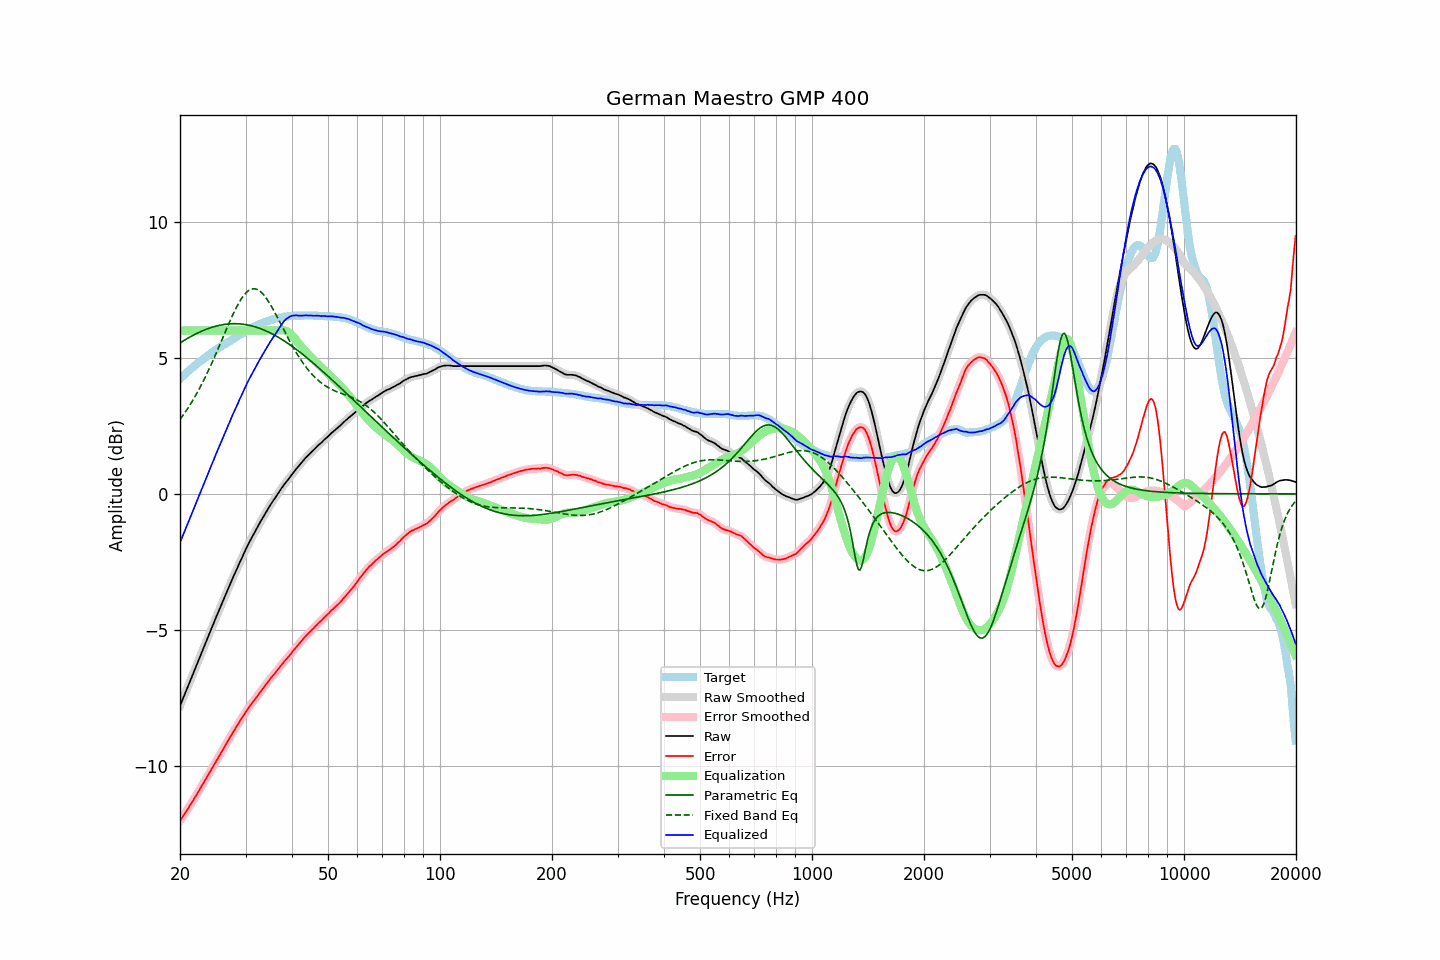 German Maestro GMP 400
Amplitude (dBr)
10
5
0
−5
−10
Target
Raw Smoothed
Error Smoothed
Raw
Error
Equalization
Parametric Eq
Fixed Band Eq
Equalized
20 50 100 200 500 1000 2000 5000 10000 20000
Frequency (Hz)